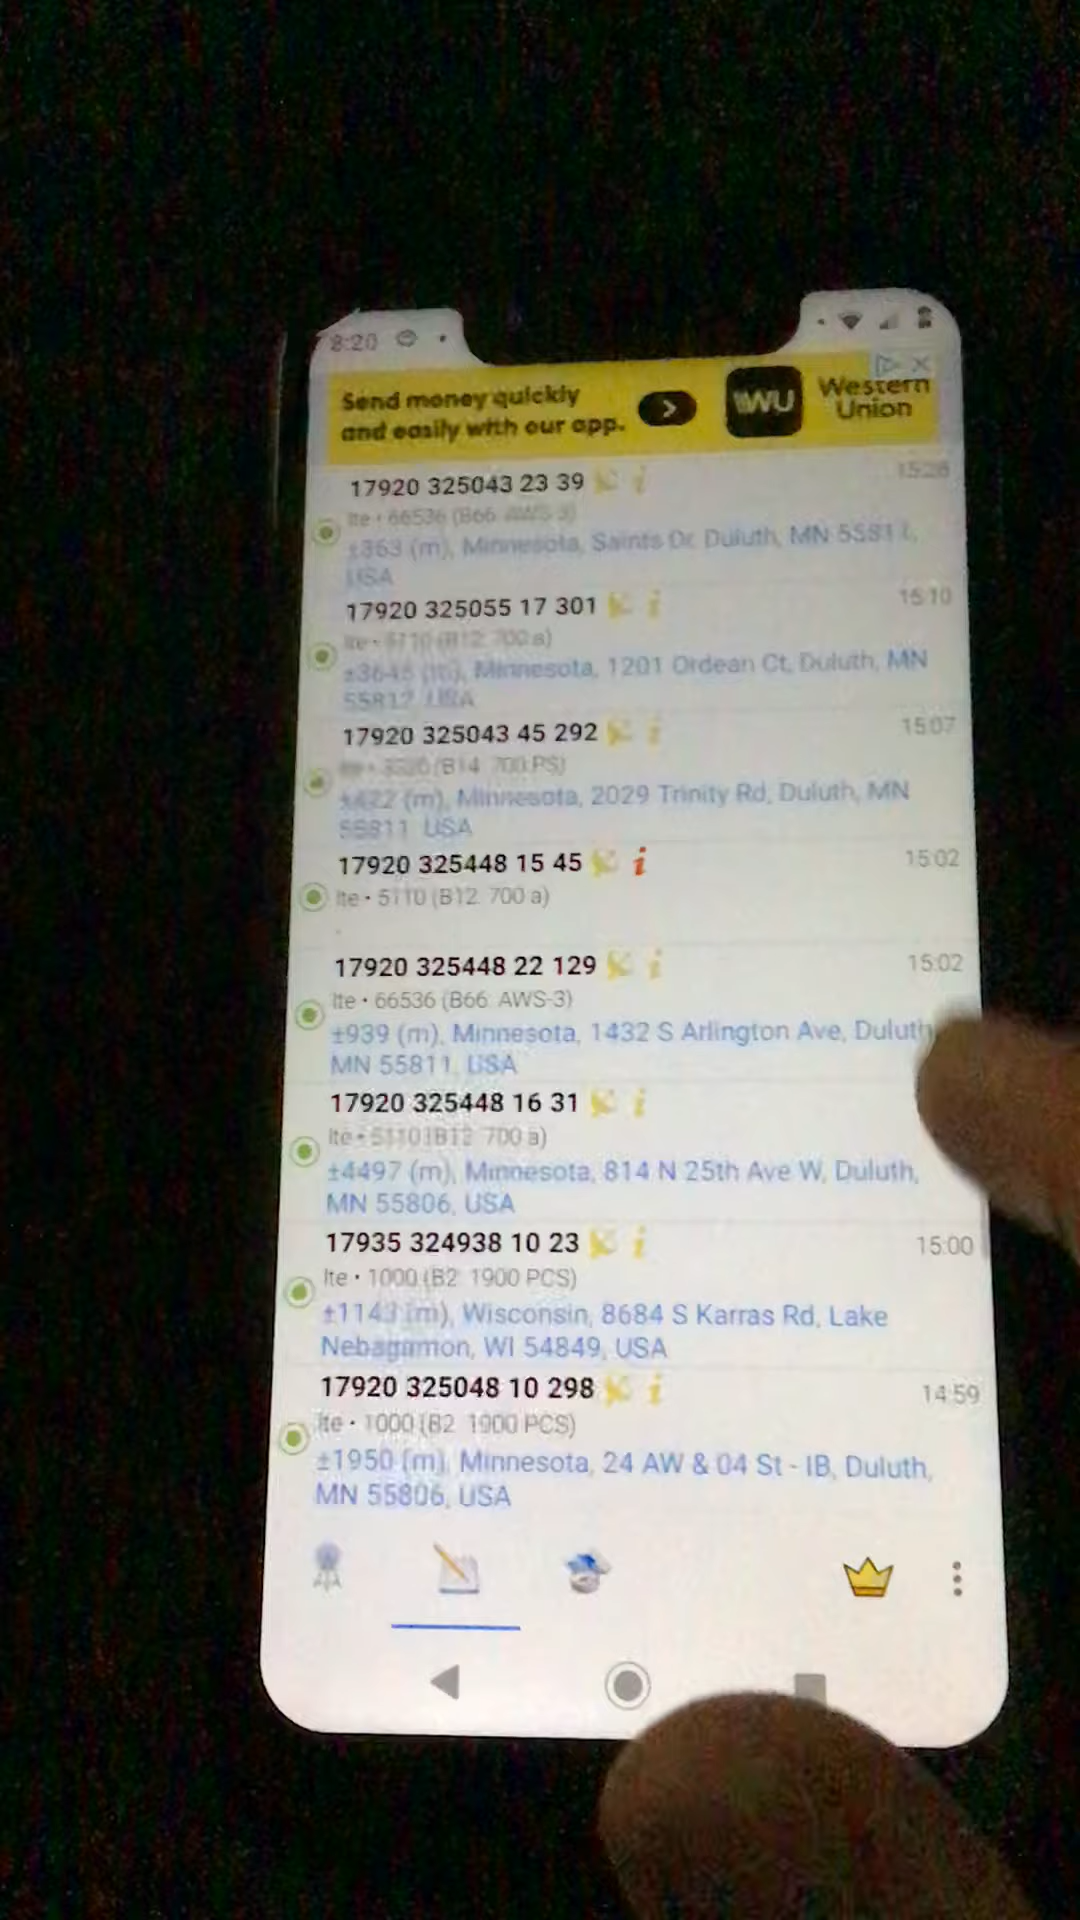 8:20
Send money quickly
and easily with our app.
WU
Western
Union
17920 325043 23 39
15:28
lte • 66536 (B66 AWS-3)
±363 (m), Minnesota, Saints Dr, Duluth, MN 55811,
USA
17920 325055 17 301
15:10
lte • 5110 (B12 700 a)
(m), Minnesota, 1201 Ordean Ct, Duluth, MN
55812, USA
17920 325043 45 292
15:07
(B14 700 PS)
±422 (m), Minnesota, 2029 Trinity Rd, Duluth, MN
55811, USA
17920 325448 15 45
15:02
lte • 5110 (B12 700 a)
17920 325448 22 129
15:02
lte • 66536 (B66 AWS-3)
±939 (m), Minnesota, 1432 S Arlington Ave, Duluth
MN 55811, USA
17920 325448 16 31
lte • 5110 (B12 700 a)
±4497 (m), Minnesota, 814 N 25th Ave W, Duluth,
MN 55806, USA
17935 324938 10 23
15:00
lte • 1000 (B2 1900 PCS)
±1143 (m), Wisconsin, 8684 S Karras Rd, Lake
Nebagamon, WI 54849, USA
17920 325048 10 298
14:59
lte • 1000 (B2 1900 PCS)
±1950 (m), Minnesota, 24 AW & 04 St - IB, Duluth,
MN 55806, USA